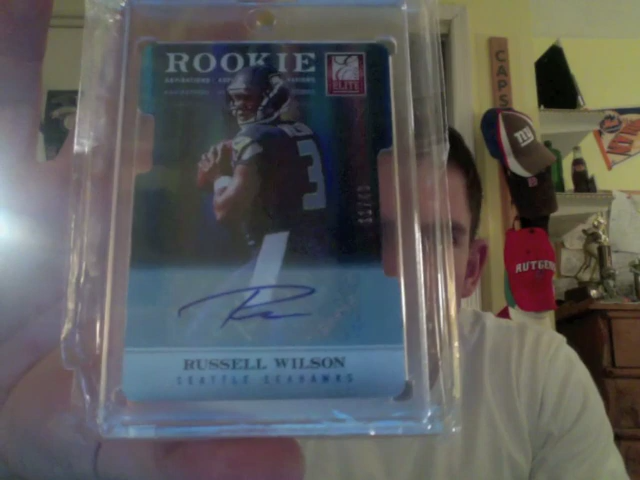 ROOKIE
ELITE
3
RUSSELL WILSON
SEATTLE SEAHAWKS
CAPS
NY
RUTGERS